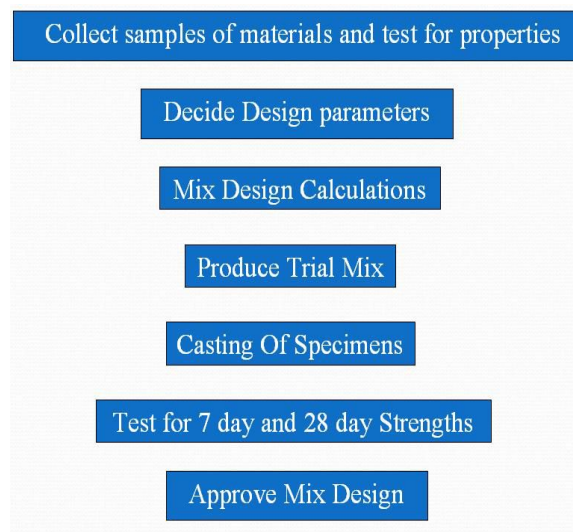 Collect samples of materials and test for properties
Decide Design parameters
Mix Design Calculations
Produce Trial Mix
Casting Of Specimens
Test for 7 day and 28 day Strengths
Approve Mix Design